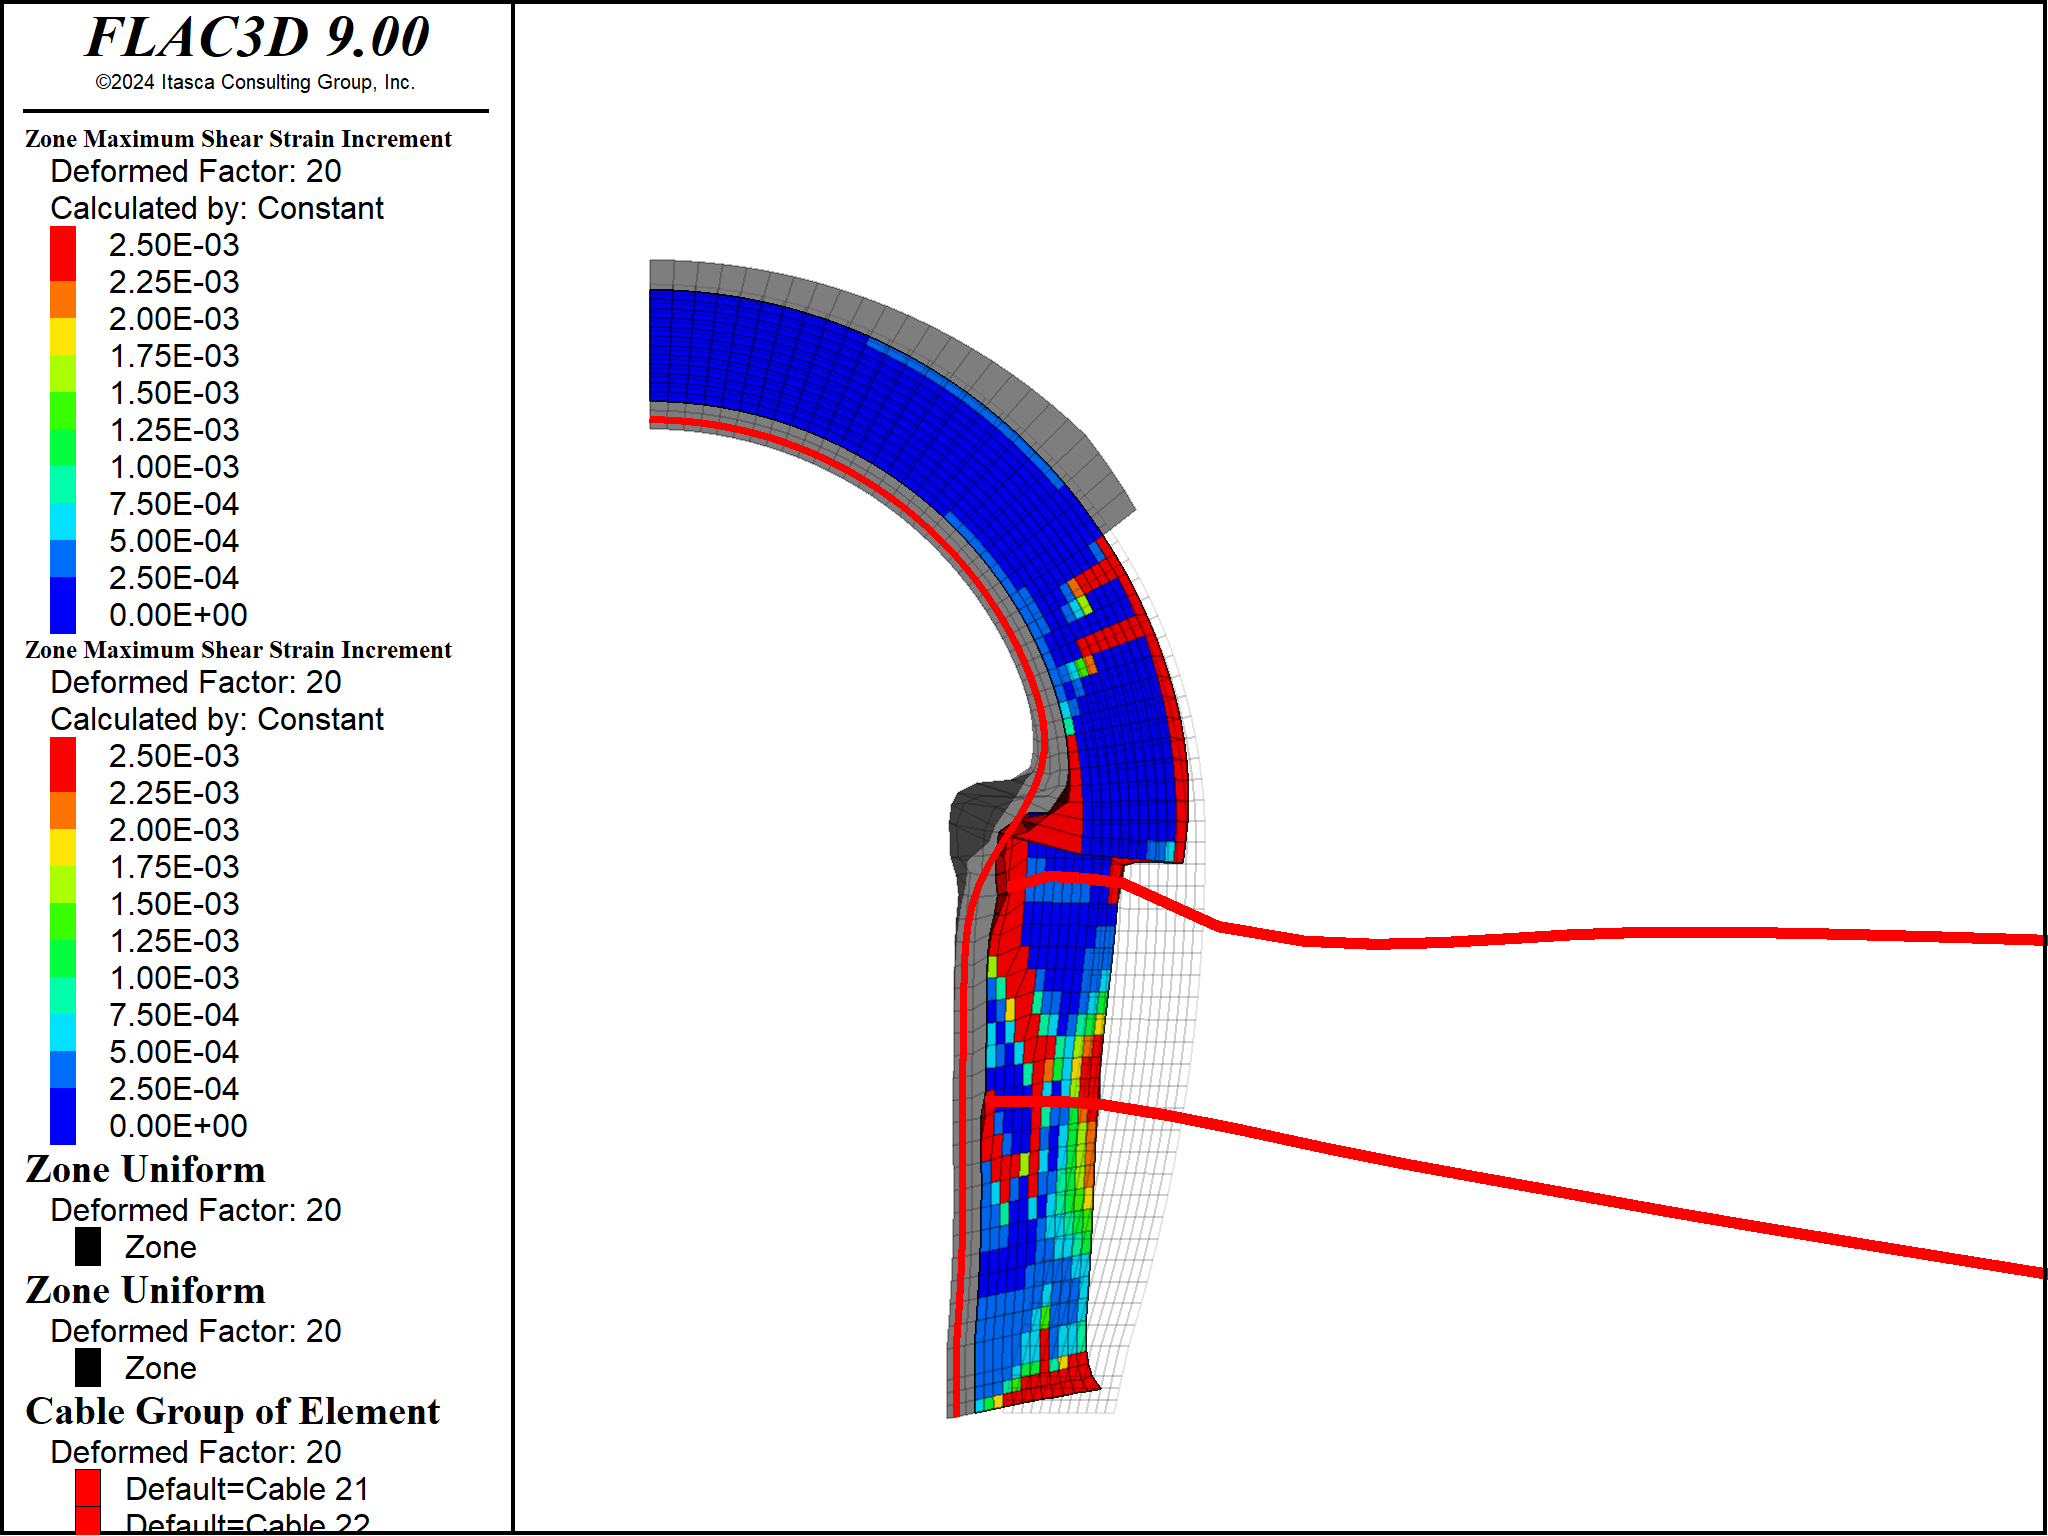 FLAC3D 9.00
©2024 Itasca Consulting Group, Inc.
Zone Maximum Shear Strain Increment
Deformed Factor: 20
Calculated by: Constant
2.50E-03
2.25E-03
2.00E-03
1.75E-03
1.50E-03
1.25E-03
1.00E-03
7.50E-04
5.00E-04
2.50E-04
0.00E+00
Zone Maximum Shear Strain Increment
Deformed Factor: 20
Calculated by: Constant
2.50E-03
2.25E-03
2.00E-03
1.75E-03
1.50E-03
1.25E-03
1.00E-03
7.50E-04
5.00E-04
2.50E-04
0.00E+00
Zone Uniform
Deformed Factor: 20
Zone
Zone Uniform
Deformed Factor: 20
Zone
Cable Group of Element
Deformed Factor: 20
Default=Cable 21
Default=Cable 22